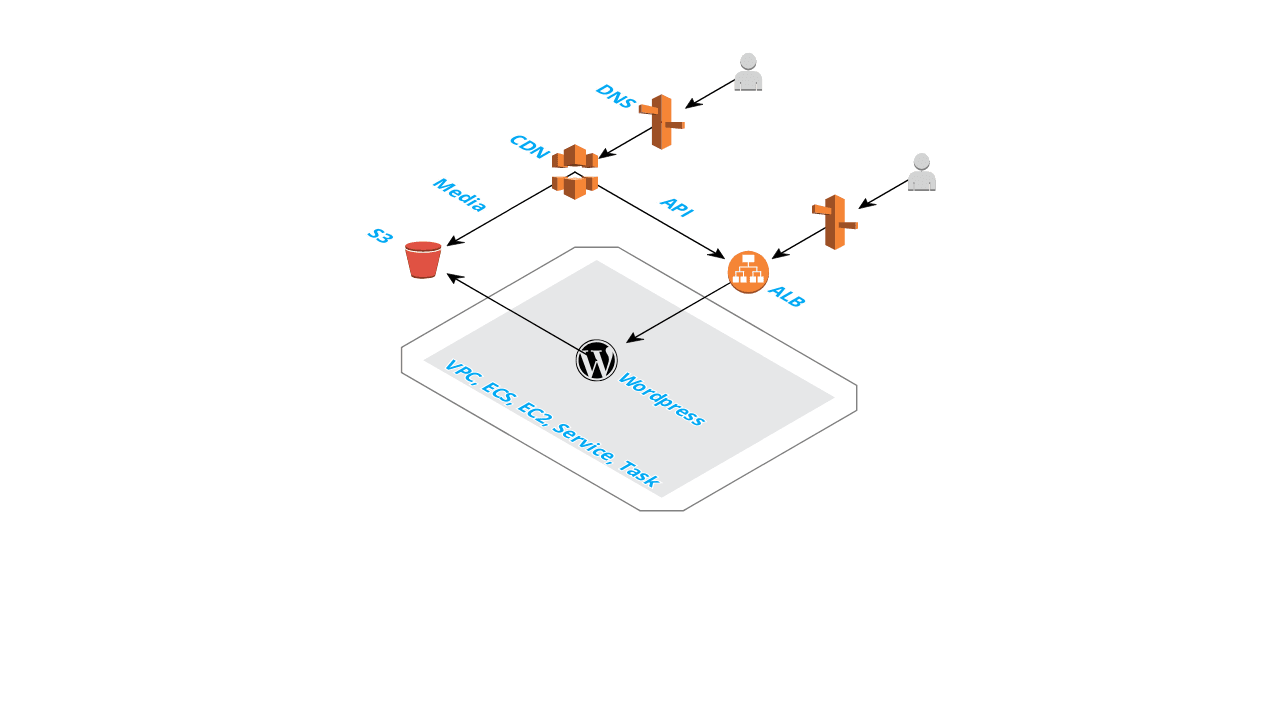 DNS
CDN
Media
API
S3
ALB
Wordpress
VPC, ECS, EC2, Service, Task